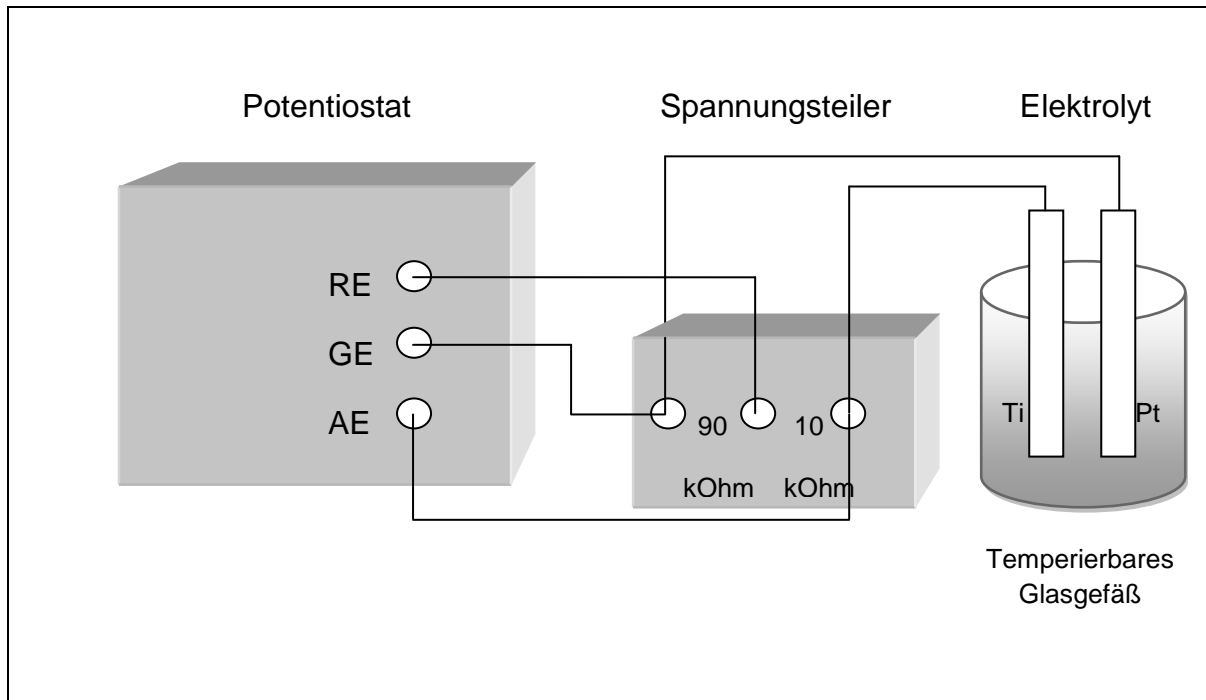 Potentiostat
Spannungsteiler
Elektrolyt
RE
GE
AE
90
10
kOhm
kOhm
Ti
Pt
Temperierbares
Glasgefäß